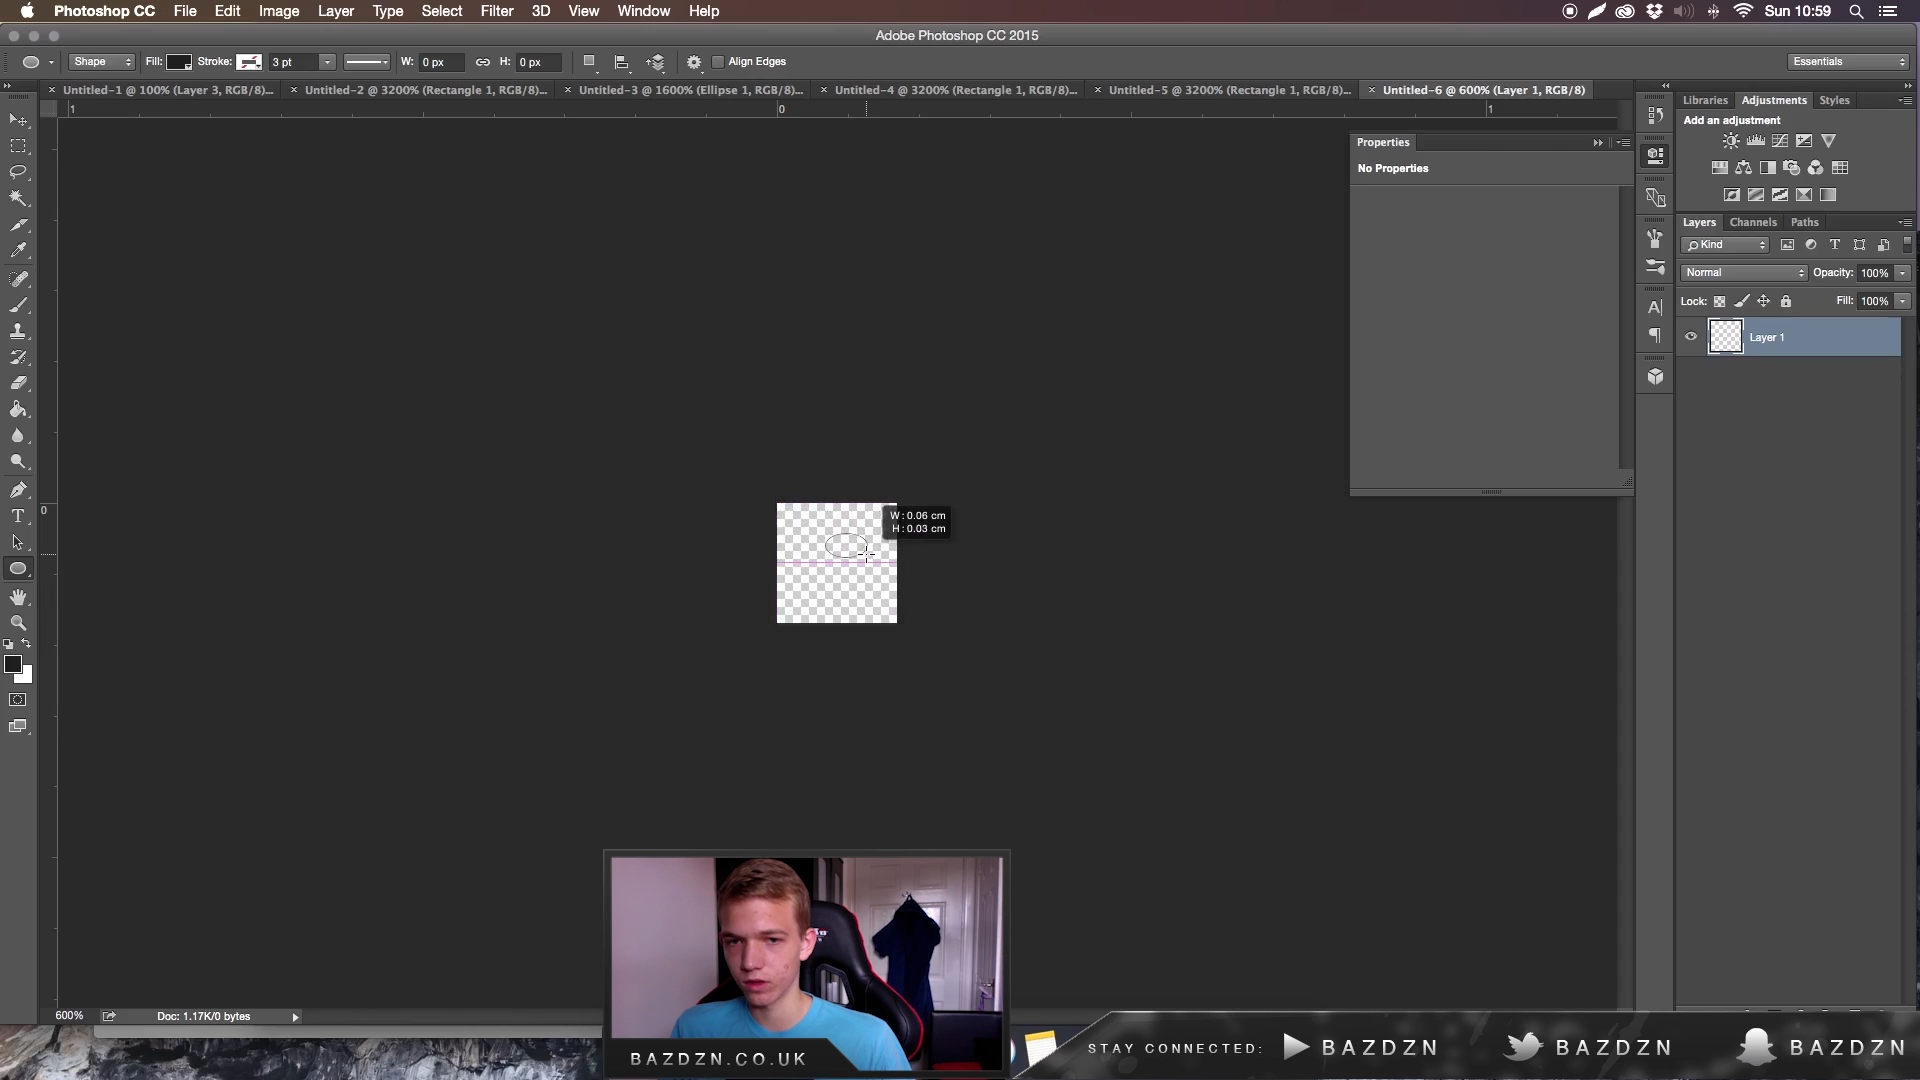 Photoshop CC File Edit Image Layer Type Select Filter 3D View Window Help Sun 10:59
Adobe Photoshop CC 2015
Shape Fill: Stroke: 3 pt W: 0 px H: 0 px Align Edges Essentials
Untitled-1 @ 100% (Layer 3, RGB/8)... Untitled-2 @ 3200% (Rectangle 1, RGB/8)... Untitled-3 @ 1600% (Ellipse 1, RGB/8)... Untitled-4 @ 3200% (Rectangle 1, RGB/8)... Untitled-5 @ 3200% (Rectangle 1, RGB/8)... Untitled-6 @ 600% (Layer 1, RGB/8)
1 0 1
Libraries Adjustments Styles
Add an adjustment
Properties
No Properties
Layers Channels Paths
Kind
Normal Opacity: 100%
Lock: Fill: 100%
Layer 1
0
W: 0.06 cm
H: 0.03 cm
600% Doc: 1.17K/0 bytes
BAZDZN.CO.UK
STAY CONNECTED: BAZDZN BAZDZN BAZDZN